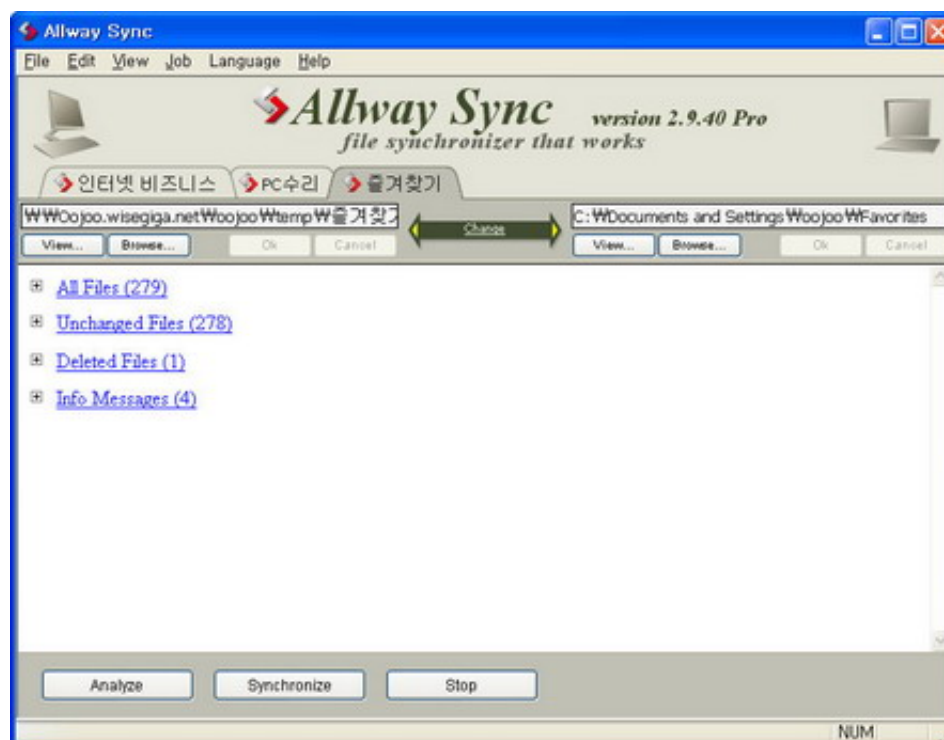 Allway Sync
File Edit View Job Language Help
Allway Sync version 2.9.40 Pro
file synchronizer that works
인터넷 비즈니스 PC수리 즐겨찾기
₩₩Oojoo.wisegiga.net₩oojoo₩temp₩즐겨찾기 Change C:₩Documents and Settings₩oojoo₩Favorites
View... Browse... Ok Cancel View... Browse... Ok Cancel
All Files (279)
Unchanged Files (278)
Deleted Files (1)
Info Messages (4)
Analyze Synchronize Stop
NUM